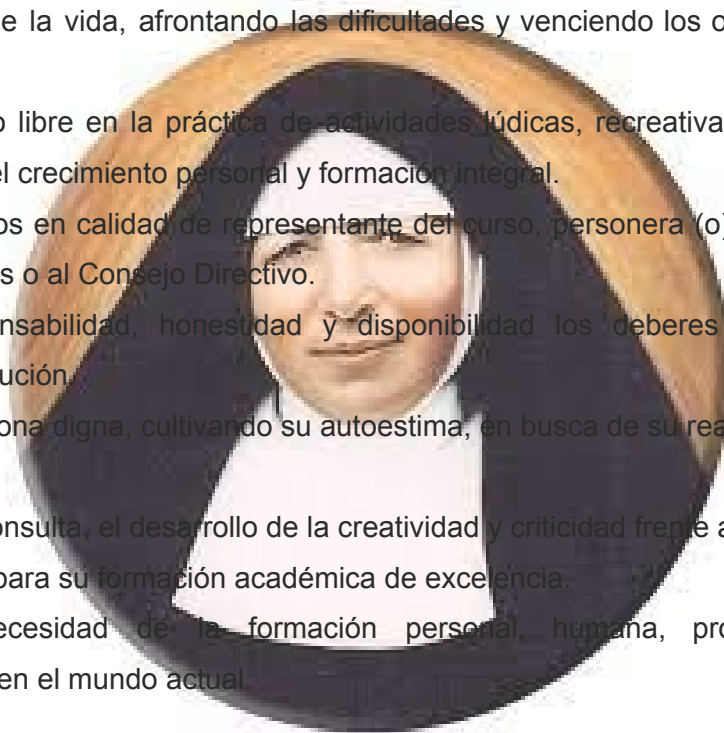 e la vida, afrontando las dificultades y venciendo los o
o libre en la práctica de actividades lúdicas, recreativa
el crecimiento personal y formación integral.
os en calidad de representante del curso, personera (o)
s o al Consejo Directivo.
nsabilidad, honestidad y disponibilidad los deberes
ución.
ona digna, cultivando su autoestima, en busca de su rea
onsulta, el desarrollo de la creatividad y criticidad frente a
para su formación académica de excelencia.
ecesidad de la formación personal, humana, pro
en el mundo actual.